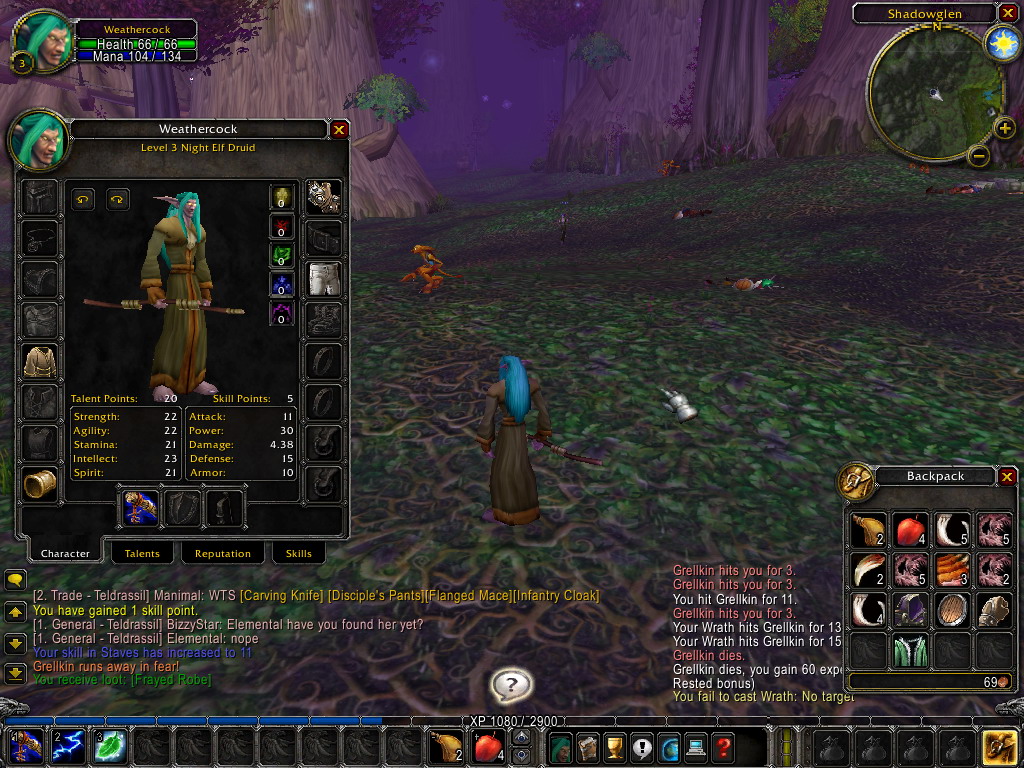 Weathercock
Health 66 / 66
Mana 104 / 134
3
Shadowglen
N
Weathercock
Level 3 Night Elf Druid
0
0
0
0
0
Talent Points: 20 Skill Points: 5
Strength: 22 Attack: 11
Agility: 22 Power: 30
Stamina: 21 Damage: 4.38
Intellect: 23 Defense: 15
Spirit: 21 Armor: 10
Character Talents Reputation Skills
Backpack
2 4 5 5
2 5 3 2
4
69
[2. Trade - Teldrassil] Manimal: WTS [Carving Knife] [Disciple's Pants][Flanged Mace][Infantry Cloak]
You have gained 1 skill point.
[1. General - Teldrassil] BizzyStar: Elemental have you found her yet?
[1. General - Teldrassil] Elemental: nope
Your skill in Staves has increased to 11
Grellkin runs away in fear!
You receive loot: [Frayed Robe]
Grellkin hits you for 3.
Grellkin hits you for 3.
You hit Grellkin for 11.
Grellkin hits you for 3.
Your Wrath hits Grellkin for 13
Your Wrath hits Grellkin for 15
Grellkin dies.
Grellkin dies, you gain 60 expe
Rested bonus)
You fail to cast Wrath: No target
?
XP 1080 / 2900
1 2 3 2 4 ! ?